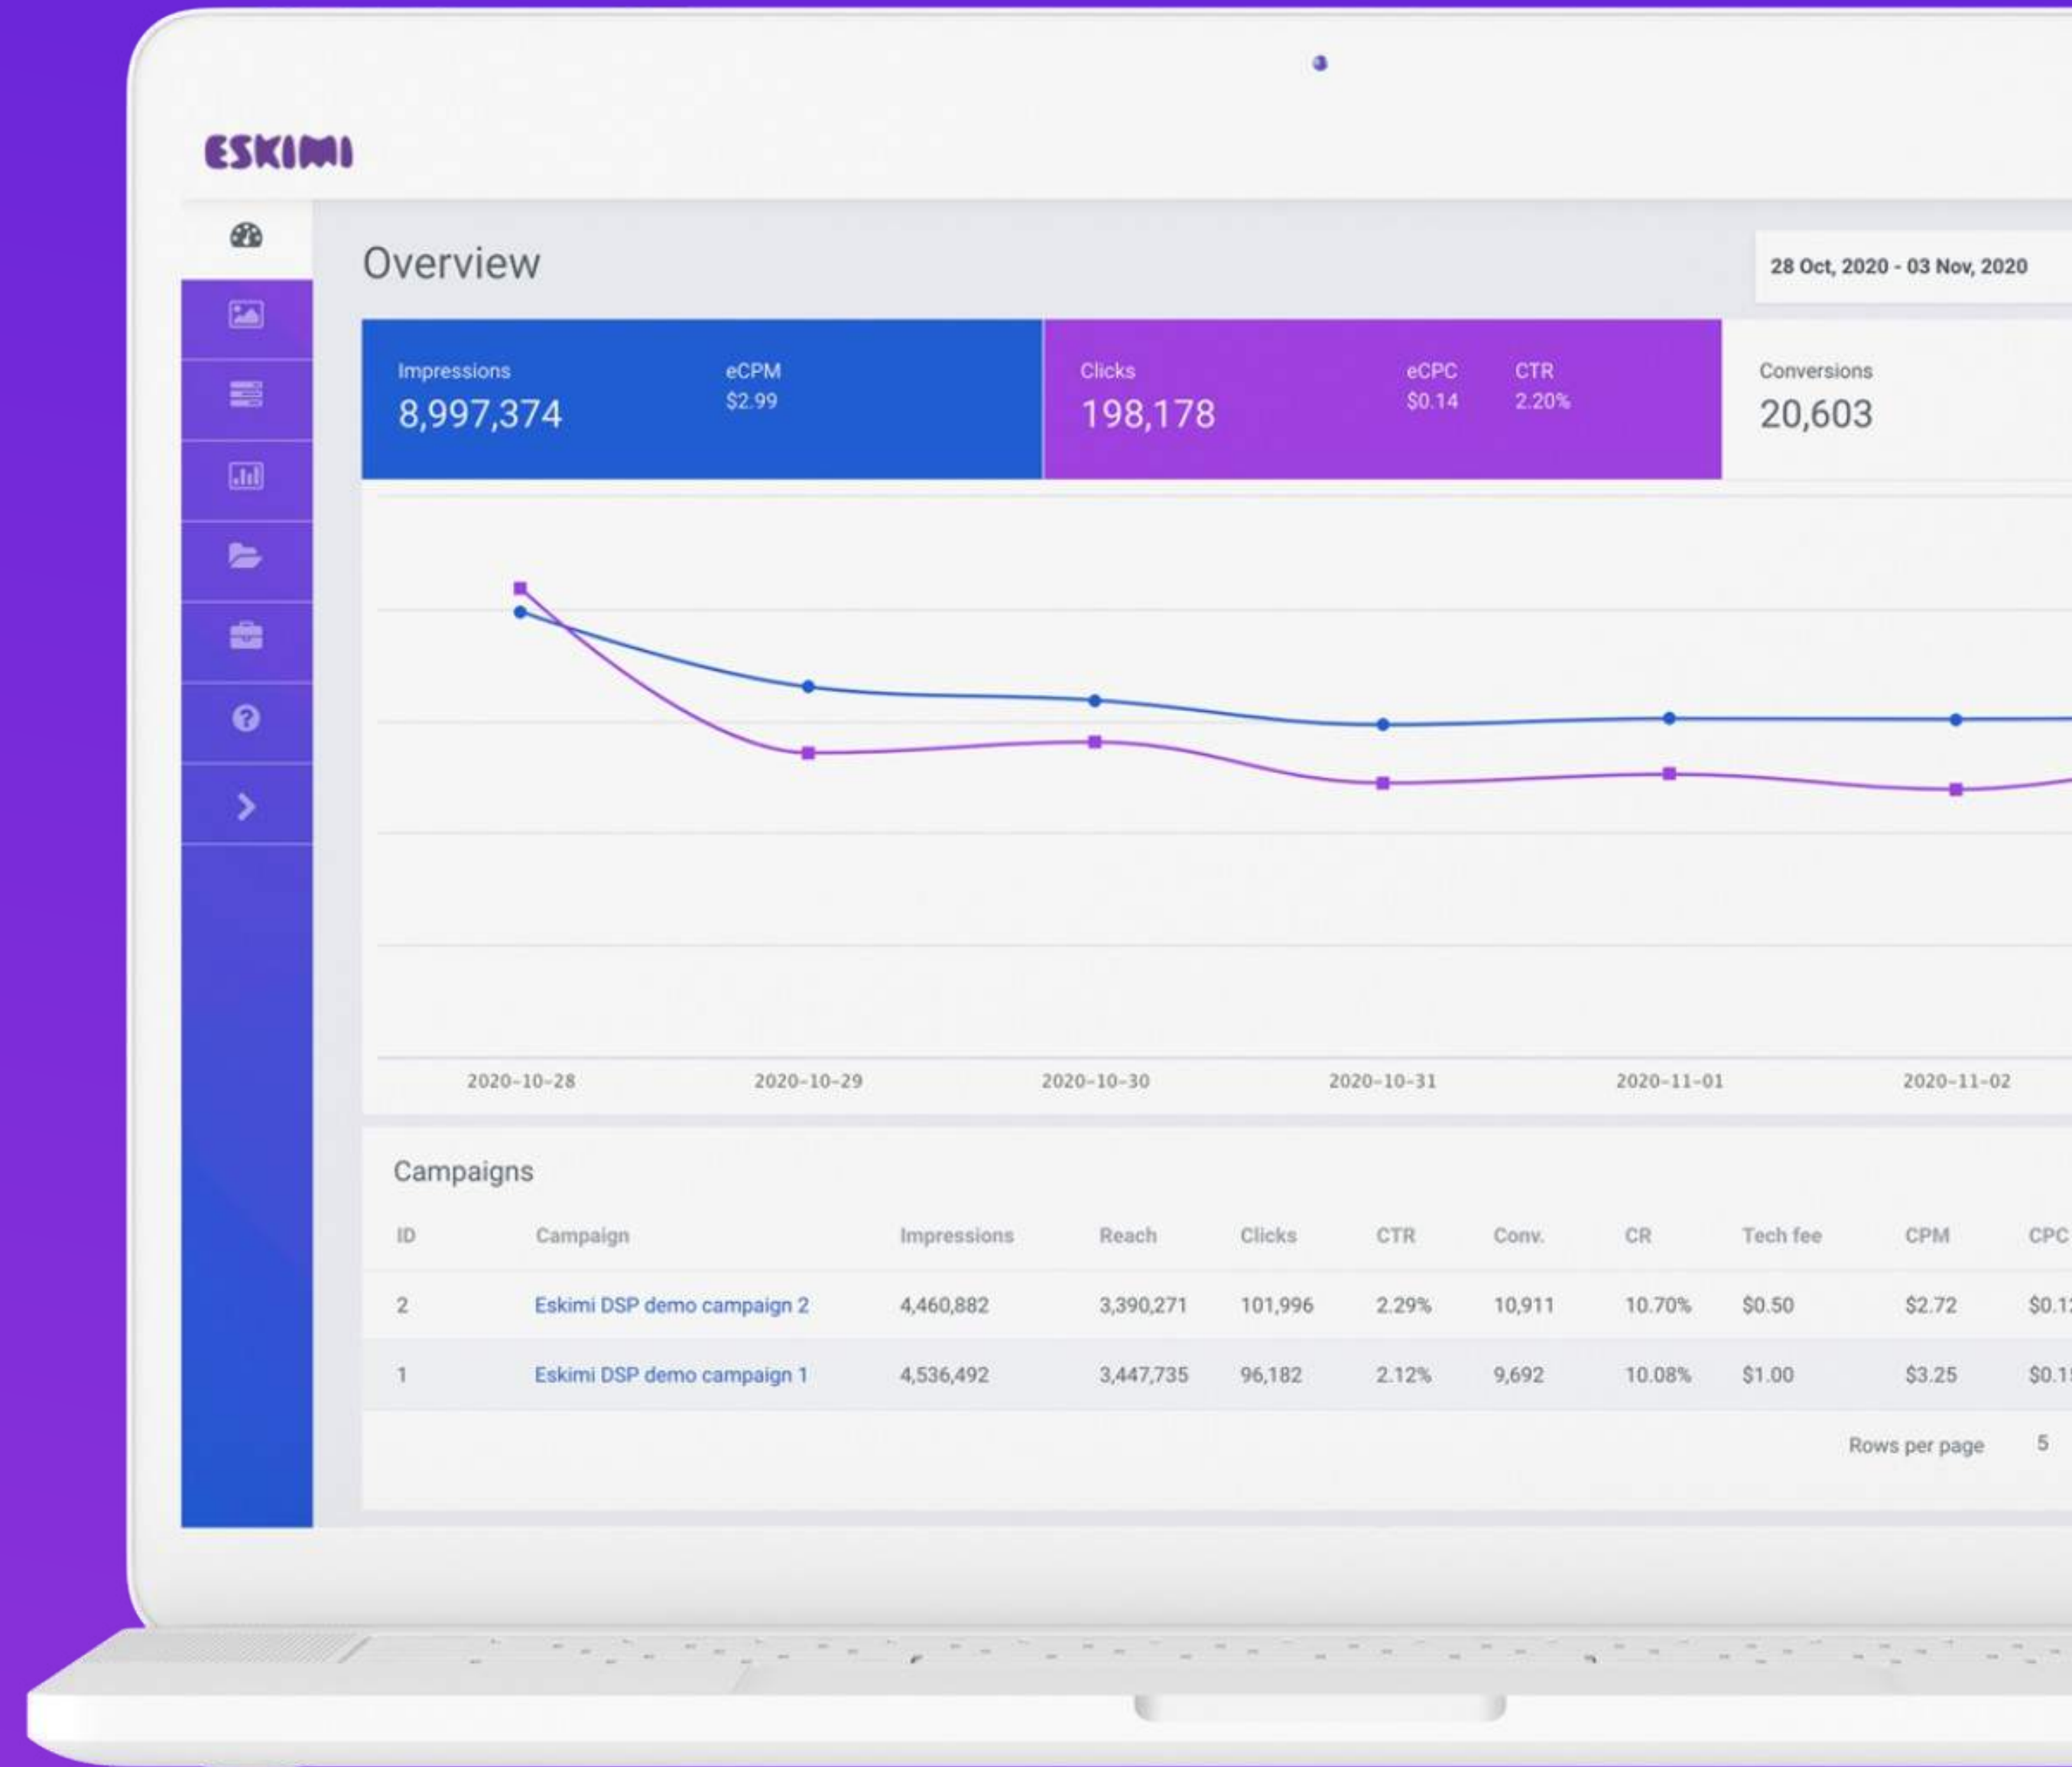 ESKIMI
Overview
28 Oct, 2020 - 03 Nov, 2020
Impressions eCPM Clicks eCPC CTR Conversions
8,997,374 $2.99 198,178 $0.14 2.20% 20,603
2020-10-28 2020-10-29 2020-10-30 2020-10-31 2020-11-01 2020-11-02
Campaigns
ID Campaign Impressions Reach Clicks CTR Conv. CR Tech fee CPM CPC
2 Eskimi DSP demo campaign 2 4,460,882 3,390,271 101,996 2.29% 10,911 10.70% $0.50 $2.72
1 Eskimi DSP demo campaign 1 4,536,492 3,447,735 96,182 2.12% 9,692 10.08% $1.00 $3.25
Rows per page 5